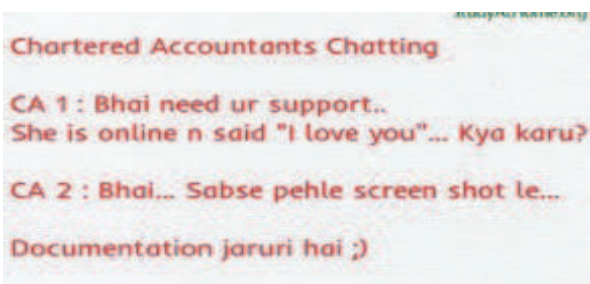 Chartered Accountants Chatting
CA 1 : Bhai need ur support..
She is online n said "I love you"... Kya karu?
CA 2 : Bhai... Sabse pehle screen shot le...
Documentation jaruri hai ;)